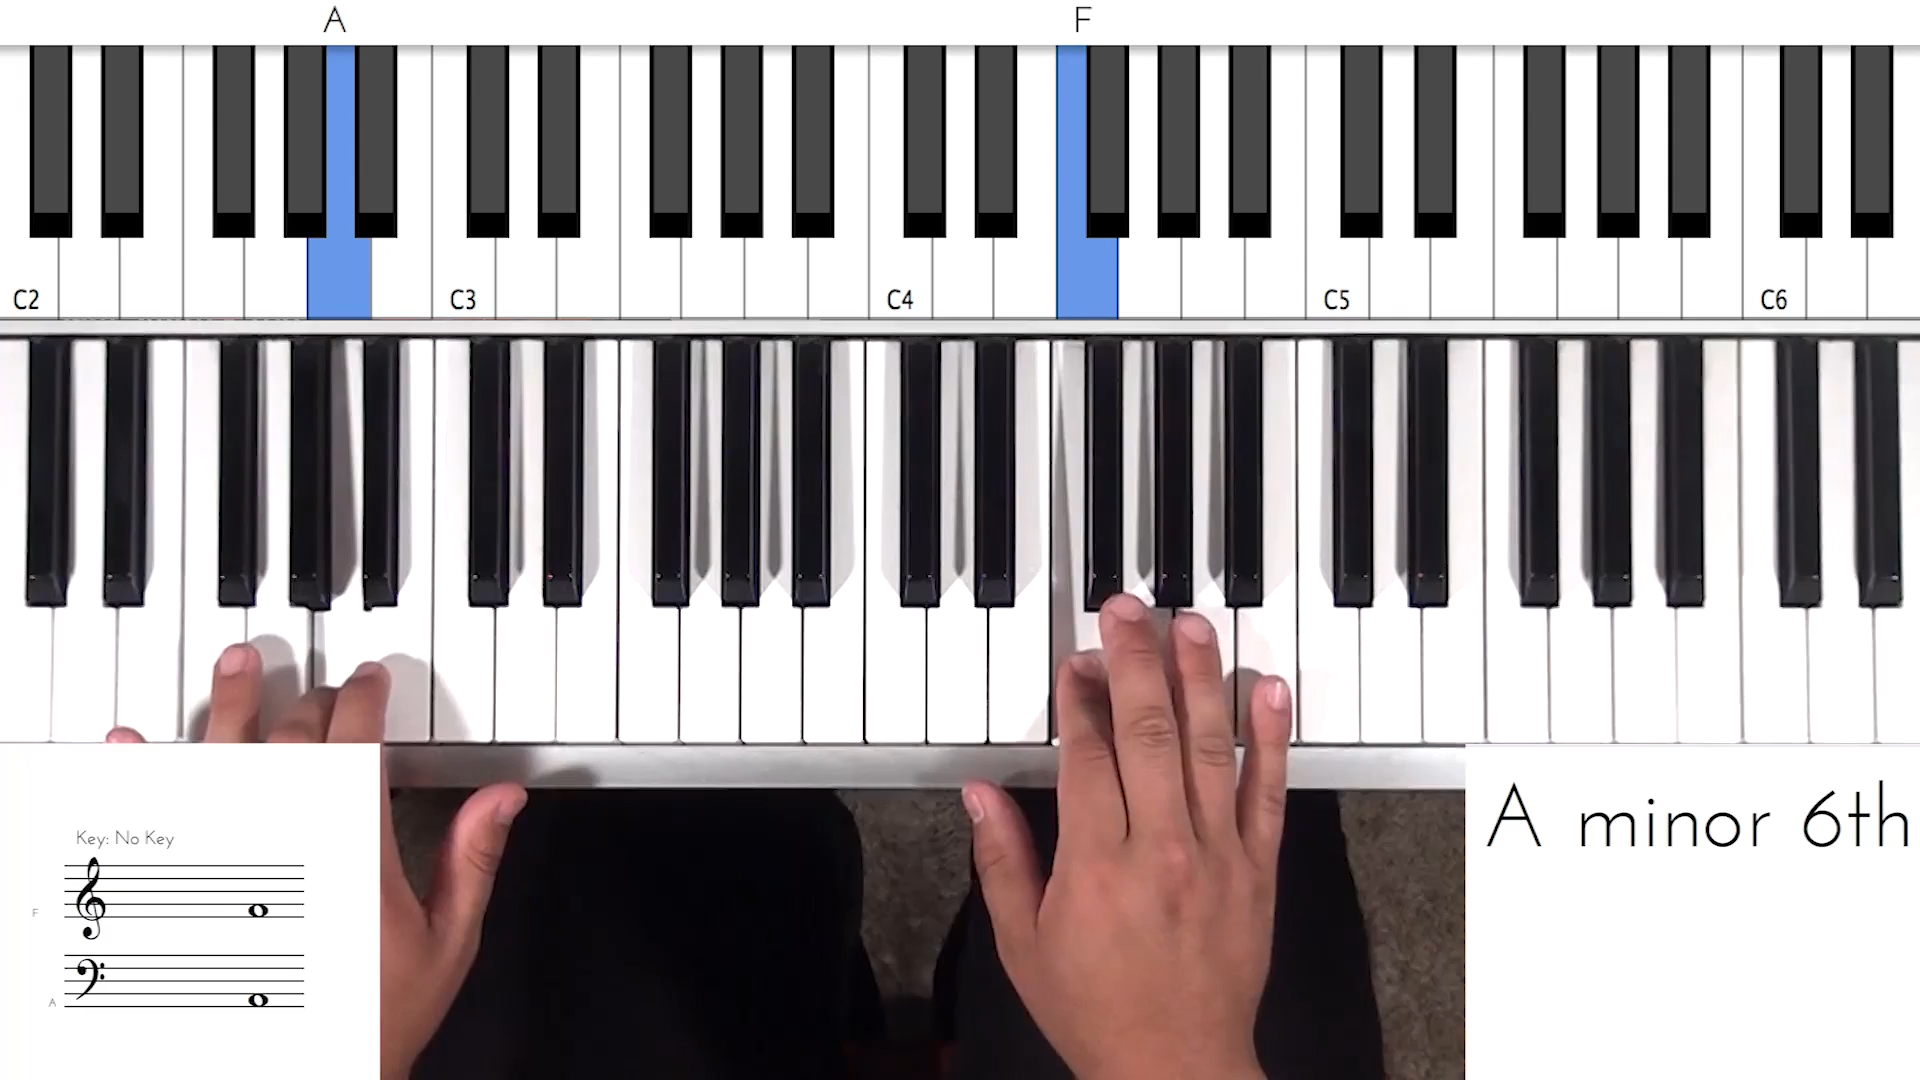 A F
C2 C3 C4 C5 C6
A minor 6th
Key: No Key
F
A